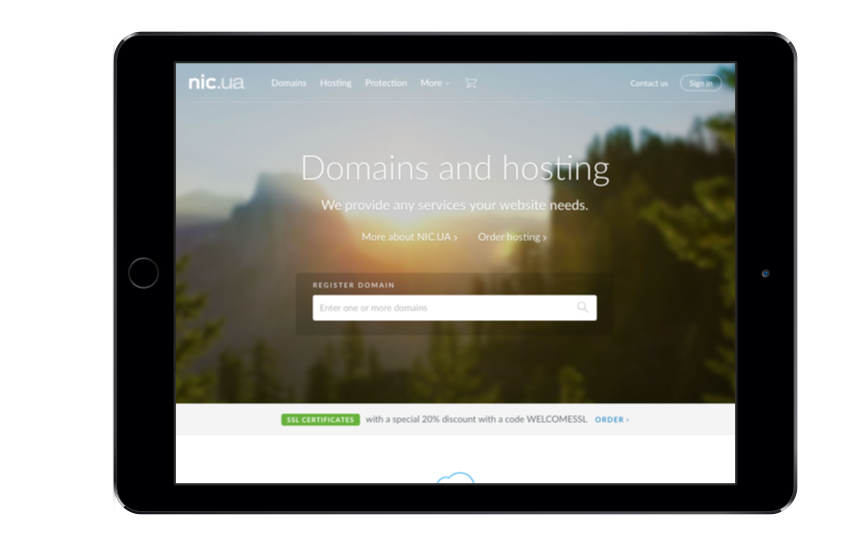 nic.ua Domains Hosting Protection More Contact us Sign in
Domains and hosting
We provide any services your website needs.
More about NIC.UA › Order hosting ›
REGISTER DOMAIN
Enter one or more domains
SSL CERTIFICATES with a special 20% discount with a code WELCOMESSL ORDER ›